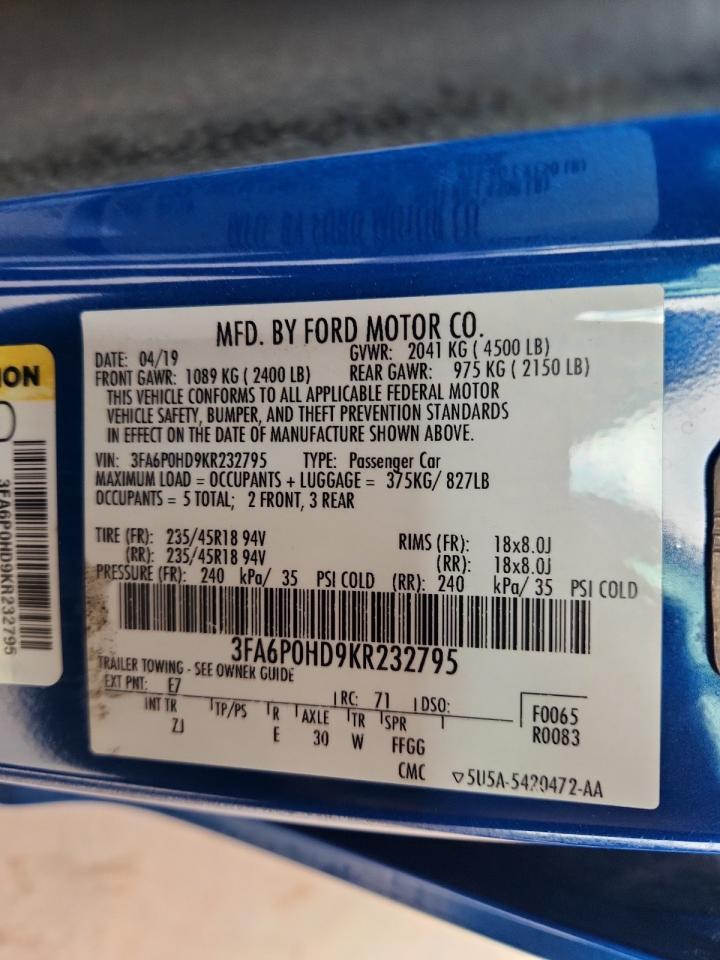 MFD. BY FORD MOTOR CO.
DATE: 04/19 GVWR: 2041 KG ( 4500 LB)
FRONT GAWR: 1089 KG ( 2400 LB) REAR GAWR: 975 KG ( 2150 LB)
THIS VEHICLE CONFORMS TO ALL APPLICABLE FEDERAL MOTOR
VEHICLE SAFETY, BUMPER, AND THEFT PREVENTION STANDARDS
IN EFFECT ON THE DATE OF MANUFACTURE SHOWN ABOVE.
VIN: 3FA6P0HD9KR232795 TYPE: Passenger Car
MAXIMUM LOAD = OCCUPANTS + LUGGAGE = 375KG/ 827LB
OCCUPANTS = 5 TOTAL; 2 FRONT, 3 REAR
TIRE (FR): 235/45R18 94V RIMS (FR): 18x8.0J
(RR): 235/45R18 94V (RR): 18x8.0J
PRESSURE (FR): 240 kPa/ 35 PSI COLD (RR): 240 kPa/ 35 PSI COLD
3FA6P0HD9KR232795
TRAILER TOWING - SEE OWNER GUIDE
EXT PNT: E7 RC: 71 DSO:
INT TR TP/PS R AXLE TR SPR F0065
ZJ E 30 W FFGG R0083
CMC ▽5U5A-5420472-AA
ION
3FA6P0HD9KR232795